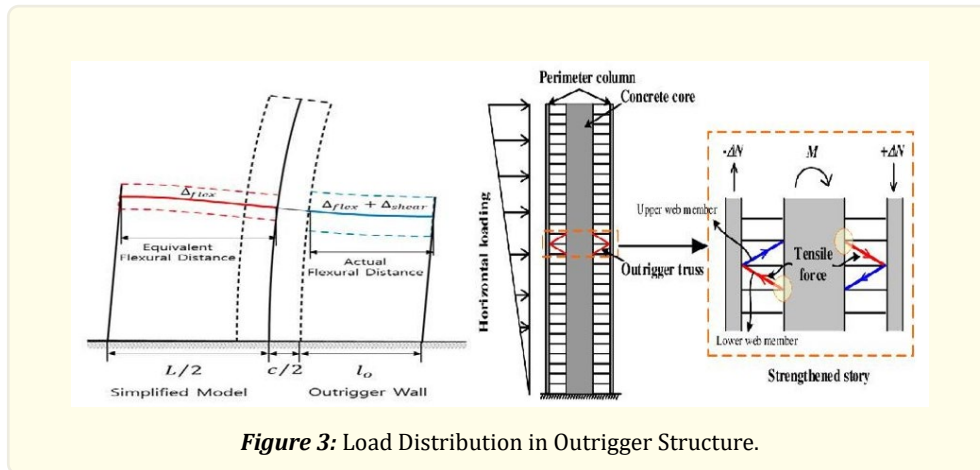 Δflex
Δflex + Δshear
Equivalent
Flexural Distance
Actual
Flexural Distance
L/2
c/2
lo
Simplified Model
Outrigger Wall
Perimeter column
Concrete core
Horizontal loading
Outrigger truss
-ΔN
M
+ΔN
Upper web member
Tensile
force
Lower web member
Strengthened story
Figure 3: Load Distribution in Outrigger Structure.